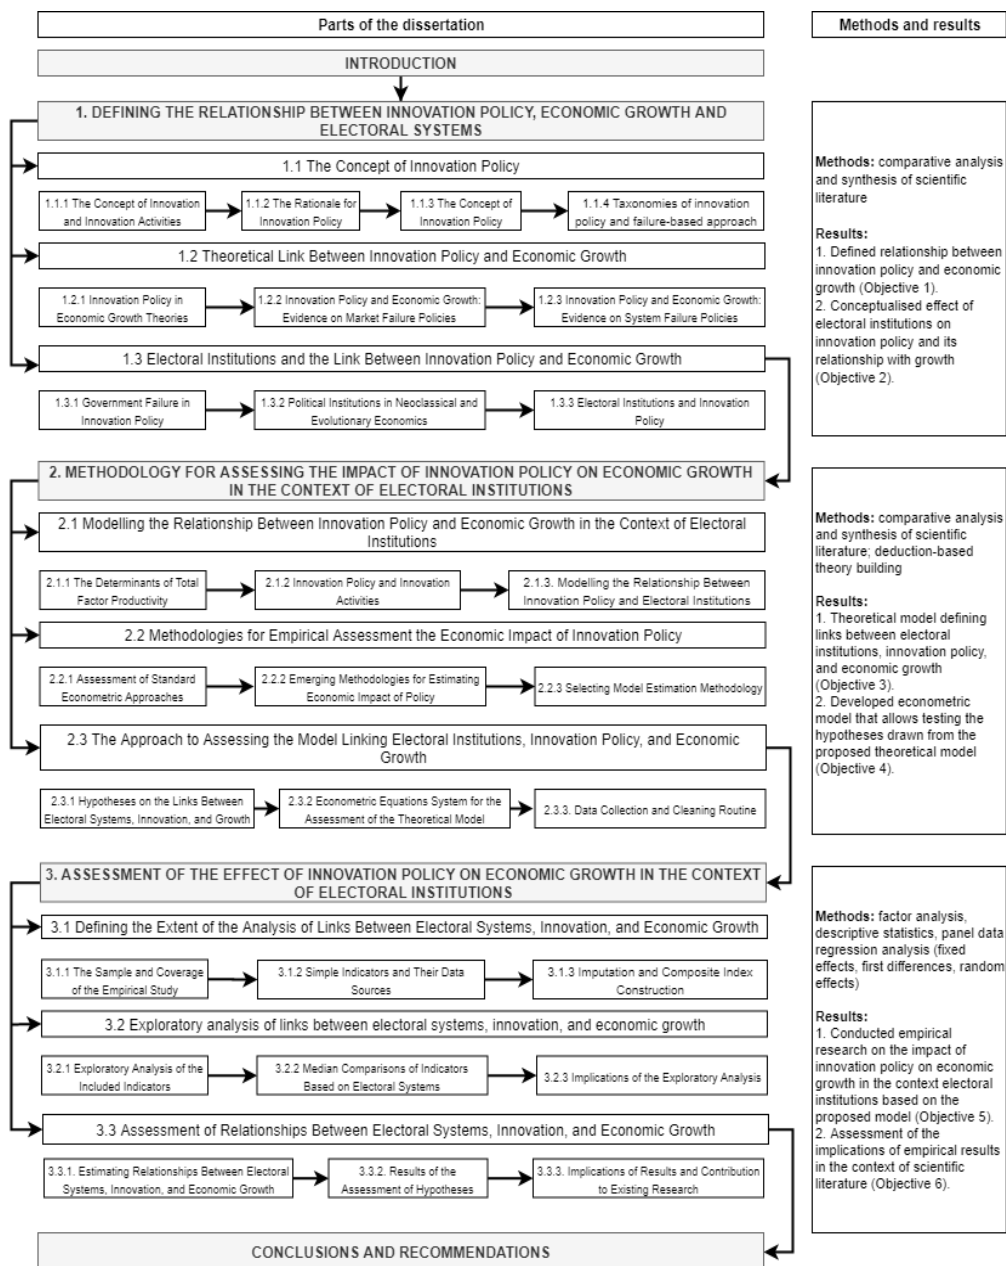 Parts of the dissertation
Methods and results
INTRODUCTION
1. DEFINING THE RELATIONSHIP BETWEEN INNOVATION POLICY, ECONOMIC GROWTH AND
ELECTORAL SYSTEMS
1.1 The Concept of Innovation Policy
1.1.1 The Concept of Innovation
and Innovation Activities
1.1.2 The Rationale for
Innovation Policy
1.1.3 The Concept of
Innovation Policy
1.1.4 Taxonomies of innovation
policy and failure-based approach
1.2 Theoretical Link Between Innovation Policy and Economic Growth
1.2.1 Innovation Policy in
Economic Growth Theories
1.2.2 Innovation Policy and Economic Growth:
Evidence on Market Failure Policies
1.2.3 Innovation Policy and Economic Growth:
Evidence on System Failure Policies
1.3 Electoral Institutions and the Link Between Innovation Policy and Economic Growth
1.3.1 Government Failure in
Innovation Policy
1.3.2 Political Institutions in Neoclassical and
Evolutionary Economics
1.3.3 Electoral Institutions and Innovation
Policy
Methods: comparative analysis
and synthesis of scientific
literature
Results:
1. Defined relationship between
innovation policy and economic
growth (Objective 1).
2. Conceptualised effect of
electoral institutions on
innovation policy and its
relationship with growth
(Objective 2).
2. METHODOLOGY FOR ASSESSING THE IMPACT OF INNOVATION POLICY ON ECONOMIC GROWTH
IN THE CONTEXT OF ELECTORAL INSTITUTIONS
2.1 Modelling the Relationship Between Innovation Policy and Economic Growth in the Context of Electoral
Institutions
2.1.1 The Determinants of Total
Factor Productivity
2.1.2 Innovation Policy and Innovation
Activities
2.1.3. Modelling the Relationship Between
Innovation Policy and Electoral Institutions
2.2 Methodologies for Empirical Assessment the Economic Impact of Innovation Policy
2.2.1 Assessment of Standard
Econometric Approaches
2.2.2 Emerging Methodologies for Estimating
Economic Impact of Policy
2.2.3 Selecting Model Estimation Methodology
2.3 The Approach to Assessing the Model Linking Electoral Institutions, Innovation Policy, and Economic
Growth
2.3.1 Hypotheses on the Links Between
Electoral Systems, Innovation, and Growth
2.3.2 Econometric Equations System for the
Assessment of the Theoretical Model
2.3.3. Data Collection and Cleaning Routine
Methods: comparative analysis
and synthesis of scientific
literature; deduction-based
theory building
Results:
1. Theoretical model defining
links between electoral
institutions, innovation policy,
and economic growth
(Objective 3).
2. Developed econometric
model that allows testing the
hypotheses drawn from the
proposed theoretical model
(Objective 4).
3. ASSESSMENT OF THE EFFECT OF INNOVATION POLICY ON ECONOMIC GROWTH IN THE CONTEXT
OF ELECTORAL INSTITUTIONS
3.1 Defining the Extent of the Analysis of Links Between Electoral Systems, Innovation, and Economic Growth
3.1.1 The Sample and Coverage
of the Empirical Study
3.1.2 Simple Indicators and Their Data
Sources
3.1.3 Imputation and Composite Index
Construction
3.2 Exploratory analysis of links between electoral systems, innovation, and economic growth
3.2.1 Exploratory Analysis of the
Included Indicators
3.2.2 Median Comparisons of Indicators
Based on Electoral Systems
3.2.3 Implications of the Exploratory Analysis
3.3 Assessment of Relationships Between Electoral Systems, Innovation, and Economic Growth
3.3.1. Estimating Relationships Between Electoral
Systems, Innovation, and Economic Growth
3.3.2. Results of the
Assessment of Hypotheses
3.3.3. Implications of Results and Contribution
to Existing Research
Methods: factor analysis,
descriptive statistics, panel data
regression analysis (fixed
effects, first differences, random
effects)
Results:
1. Conducted empirical
research on the impact of
innovation policy on economic
growth in the context electoral
institutions based on the
proposed model (Objective 5).
2. Assessment of the
implications of empirical results
in the context of scientific
literature (Objective 6).
CONCLUSIONS AND RECOMMENDATIONS